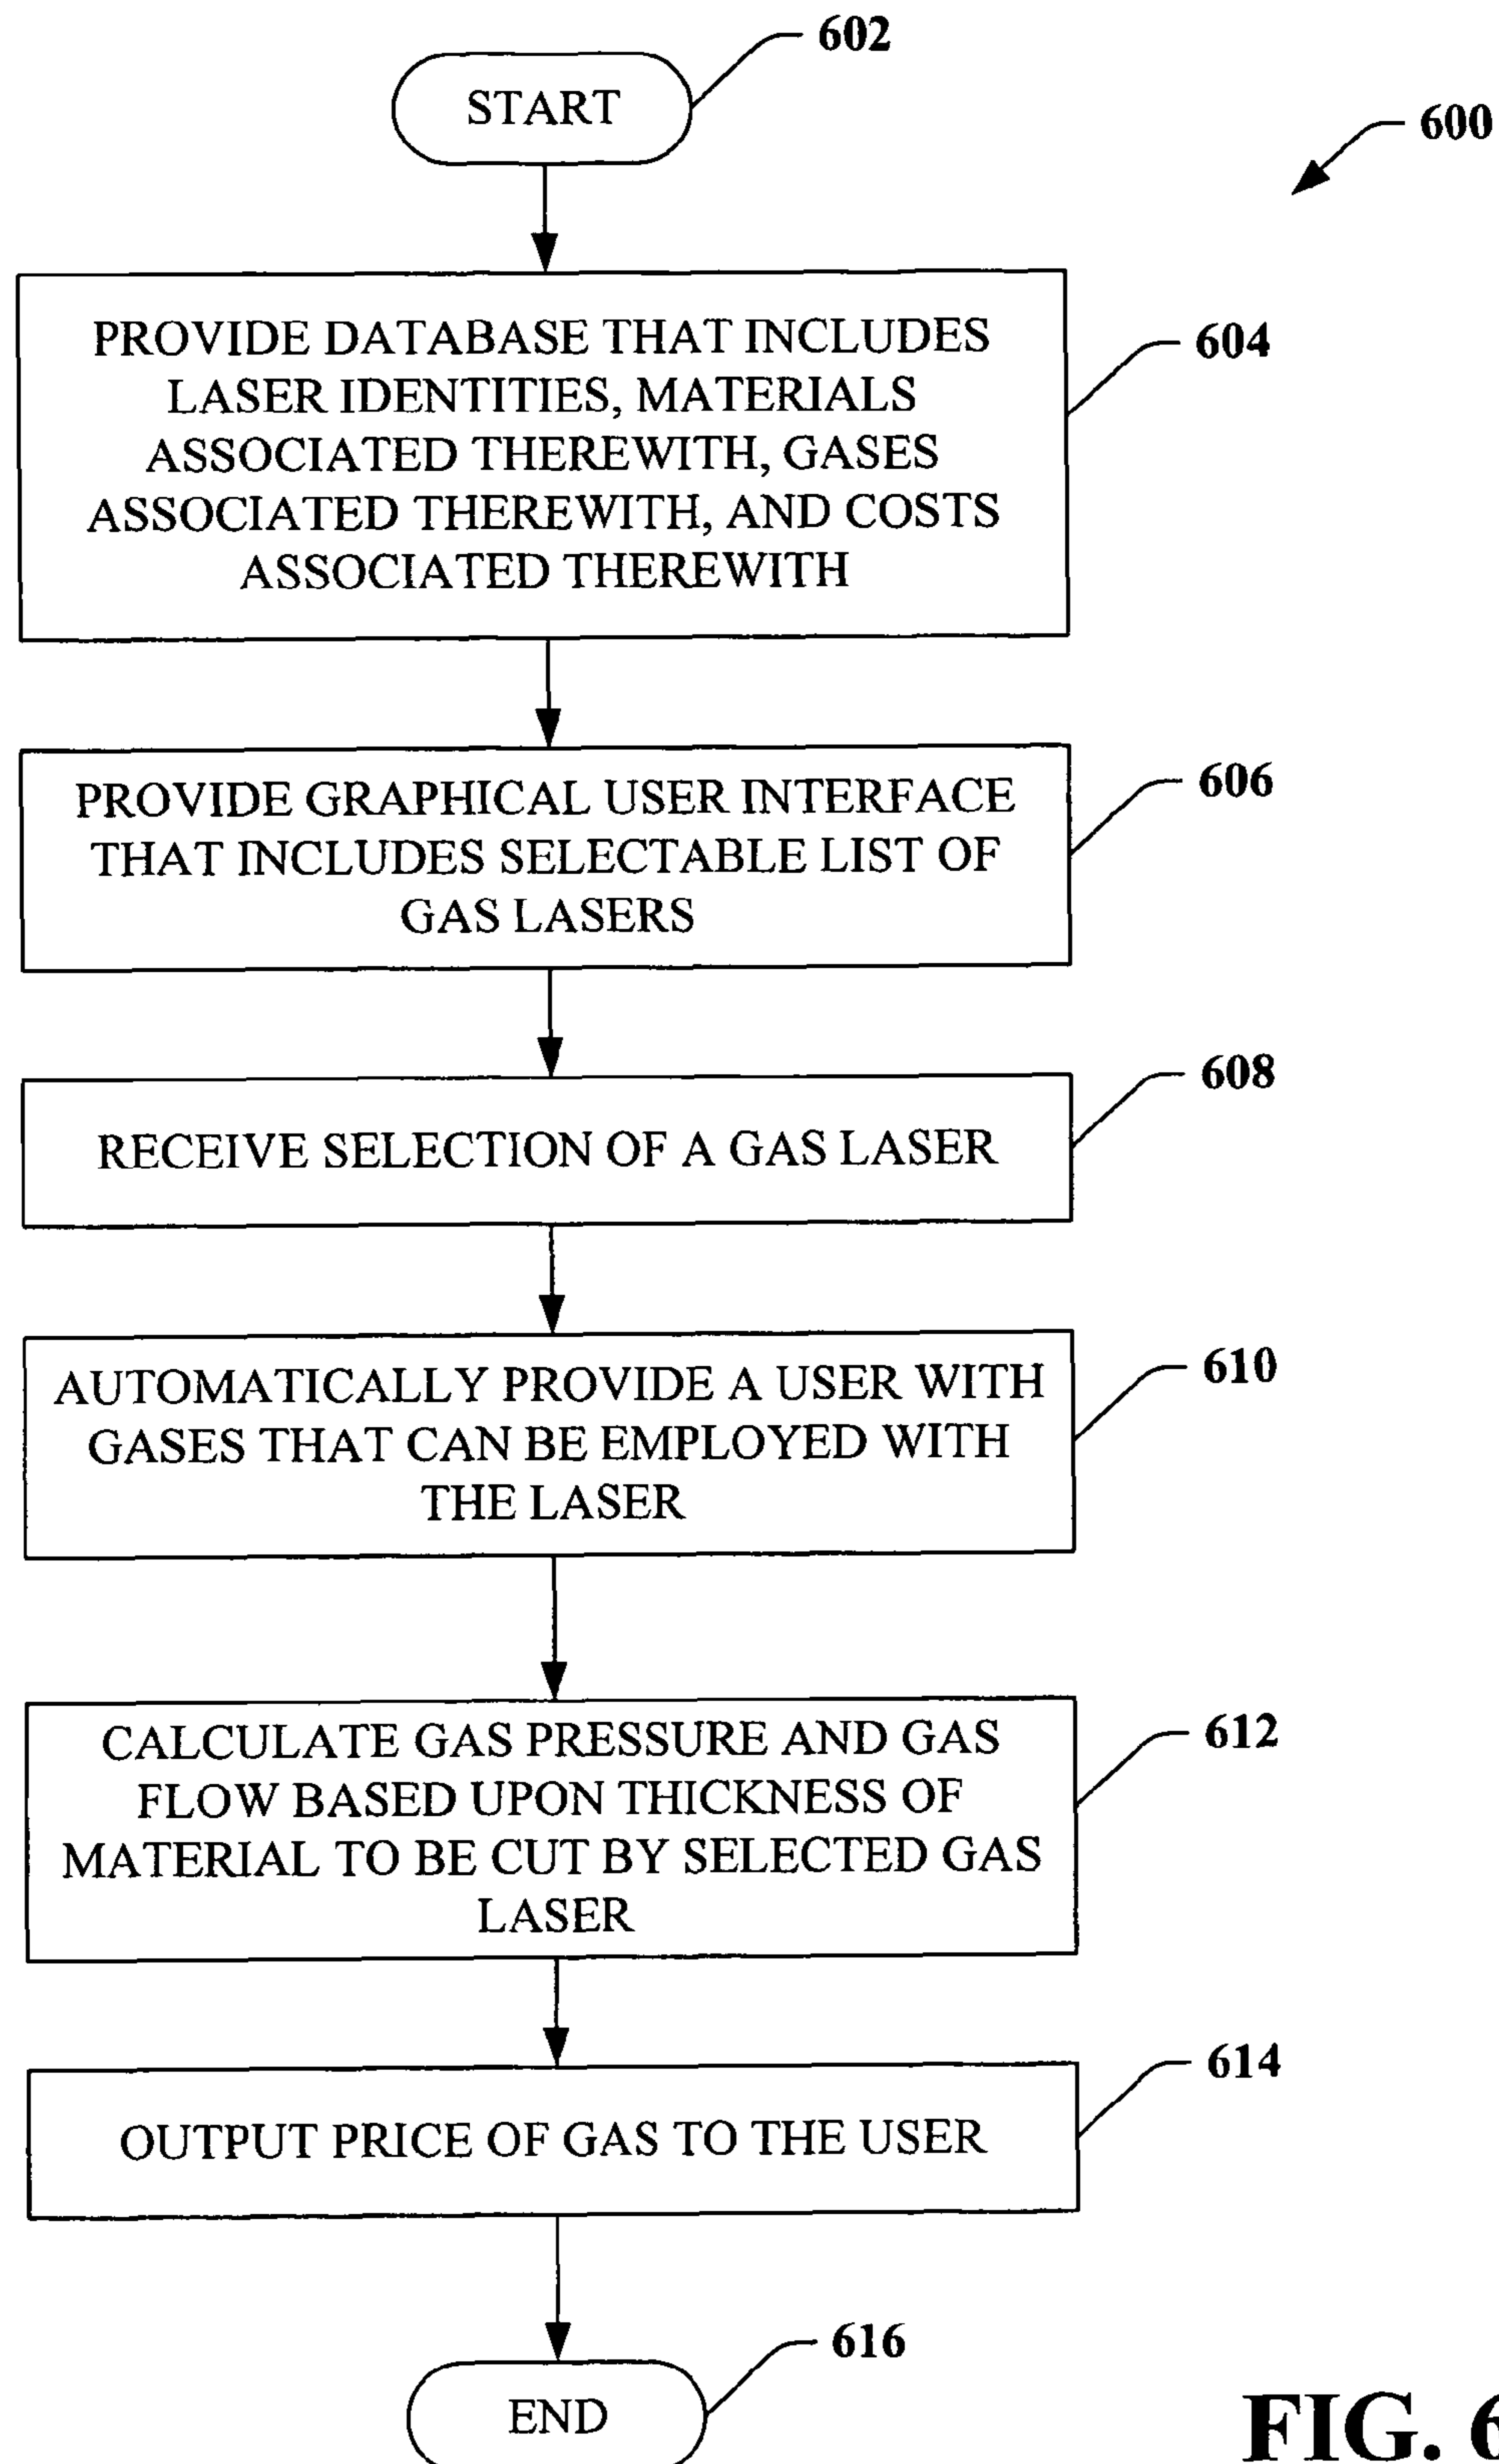 602
START
600
PROVIDE DATABASE THAT INCLUDES
LASER IDENTITIES, MATERIALS
ASSOCIATED THEREWITH, GASES
ASSOCIATED THEREWITH, AND COSTS
ASSOCIATED THEREWITH
604
PROVIDE GRAPHICAL USER INTERFACE
THAT INCLUDES SELECTABLE LIST OF
GAS LASERS
606
RECEIVE SELECTION OF A GAS LASER
608
AUTOMATICALLY PROVIDE A USER WITH
GASES THAT CAN BE EMPLOYED WITH
THE LASER
610
CALCULATE GAS PRESSURE AND GAS
FLOW BASED UPON THICKNESS OF
MATERIAL TO BE CUT BY SELECTED GAS
LASER
612
OUTPUT PRICE OF GAS TO THE USER
614
616
END
FIG. 6